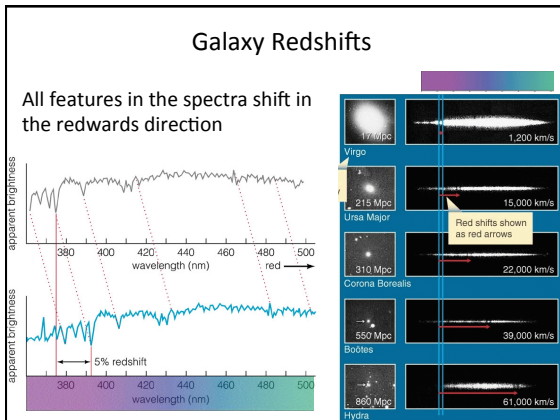 Galaxy Redshifts
All features in the spectra shift in
the redwards direction
apparent brightness
380 400 420 440 460 480 500
wavelength (nm)
red
apparent brightness
5% redshift
380 400 420 440 460 480 500
wavelength (nm)
17 Mpc
1,200 km/s
Virgo
215 Mpc
15,000 km/s
Ursa Major
Red shifts shown
as red arrows
310 Mpc
22,000 km/s
Corona Borealis
550 Mpc
39,000 km/s
Boötes
860 Mpc
61,000 km/s
Hydra